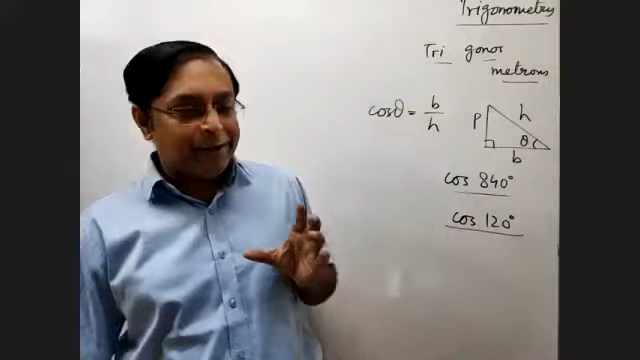 Trigonometry
Tri gonos
metrons
cosθ = b/h
p h
θ
b
cos 840°
cos 120°